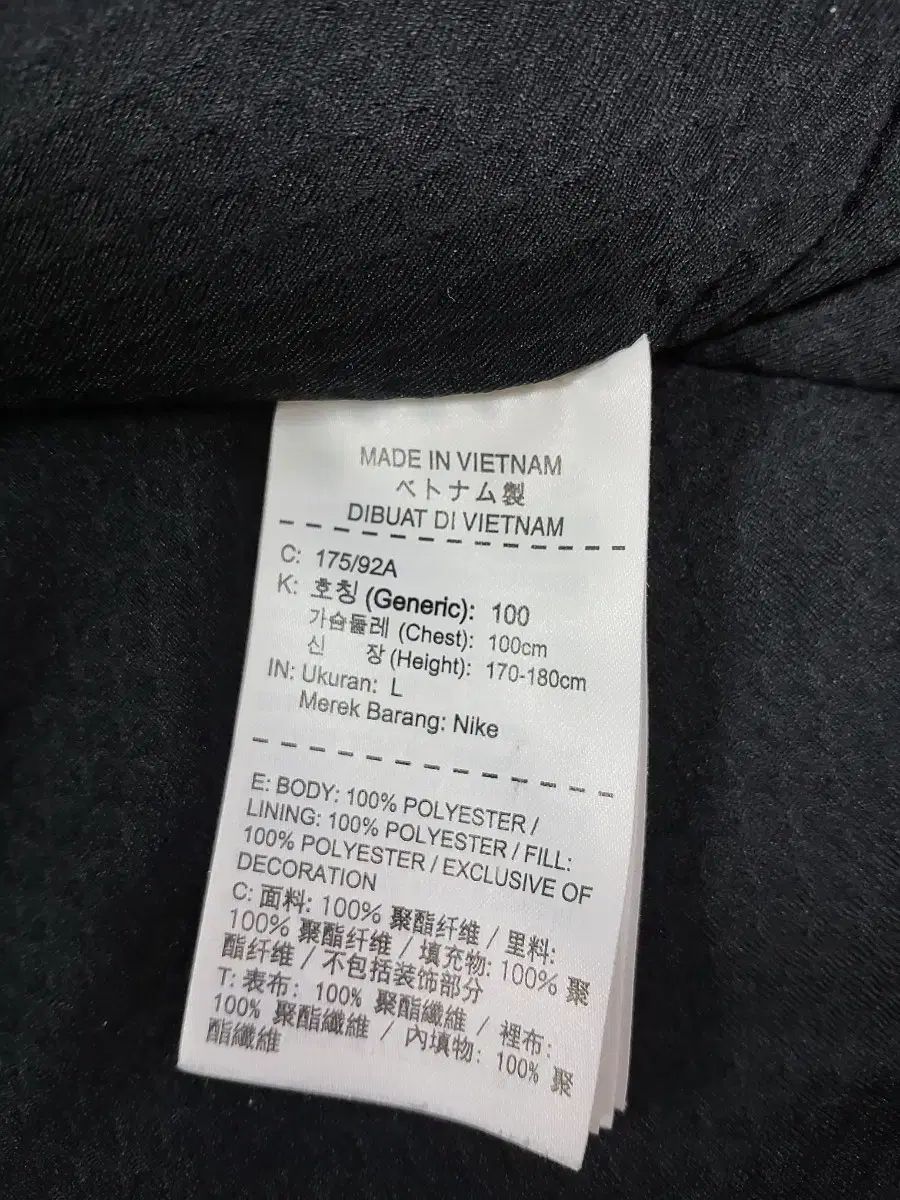 MADE IN VIETNAM
ベトナム製
DIBUAT DI VIETNAM
C: 175/92A
K: 호칭 (Generic): 100
가슴둘레 (Chest): 100cm
신 장 (Height): 170-180cm
IN: Ukuran: L
Merek Barang: Nike
E: BODY: 100% POLYESTER /
LINING: 100% POLYESTER / FILL:
100% POLYESTER / EXCLUSIVE OF
DECORATION
C: 面料: 100% 聚酯纤维 / 里料:
100% 聚酯纤维 / 填充物: 100% 聚
酯纤维 / 不包括装饰部分
T: 表布: 100% 聚酯纖維 / 裡布:
100% 聚酯纖維 / 內填物: 100% 聚
酯纖維